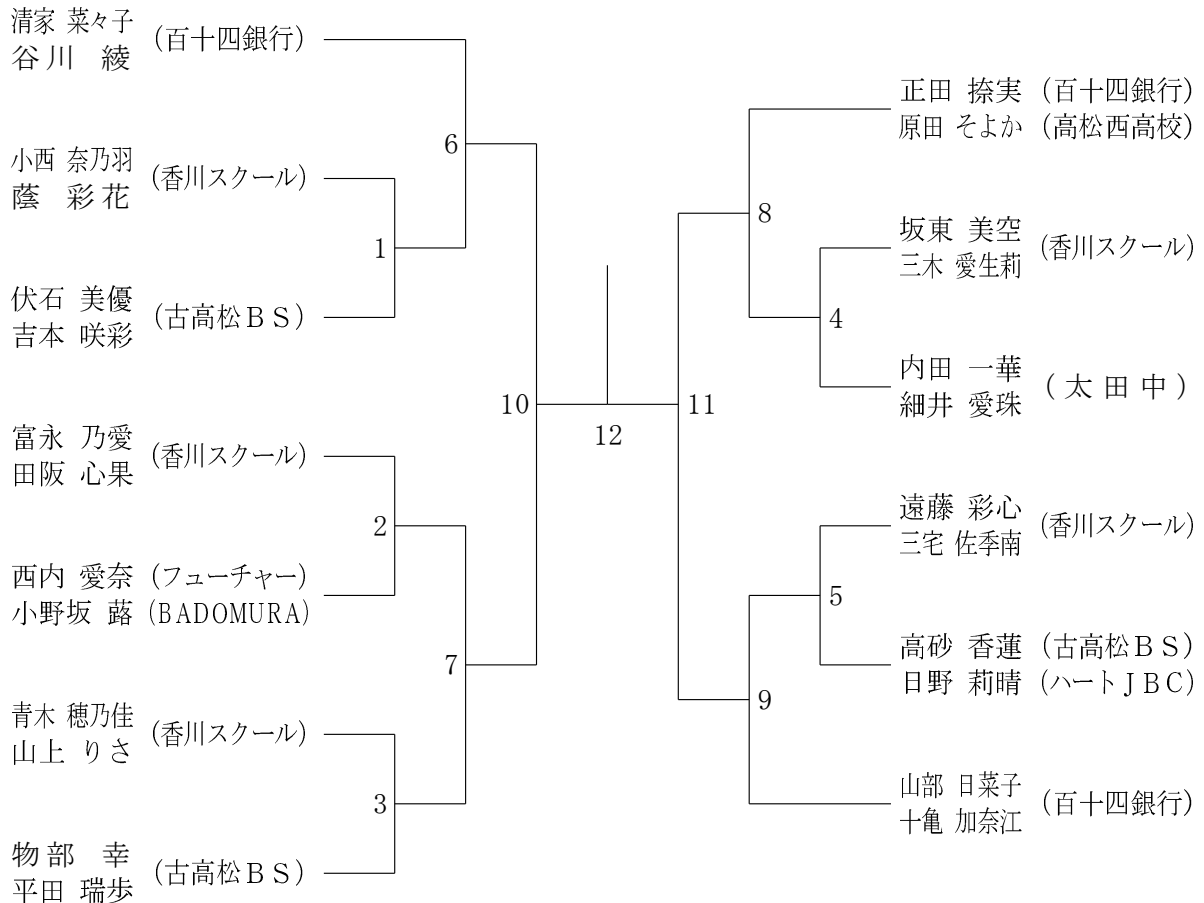 清家 菜々子
谷川 綾 (百十四銀行)
小西 奈乃羽
蔭 彩花 (香川スクール)
伏石 美優
吉本 咲彩 (古高松ＢＳ)
富永 乃愛
田阪 心果 (香川スクール)
西内 愛奈 (フューチャー)
小野坂 蕗 (BADOMURA)
青木 穂乃佳
山上 りさ (香川スクール)
物部 幸
平田 瑞歩 (古高松ＢＳ)
6
1
2
7
3
10
12
11
8
4
5
9
正田 捺実 (百十四銀行)
原田 そよか (高松西高校)
坂東 美空
三木 愛生莉 (香川スクール)
内田 一華
細井 愛珠 (太田中)
遠藤 彩心
三宅 佐季南 (香川スクール)
高砂 香蓮 (古高松ＢＳ)
日野 莉晴 (ハートＪＢＣ)
山部 日菜子
十亀 加奈江 (百十四銀行)